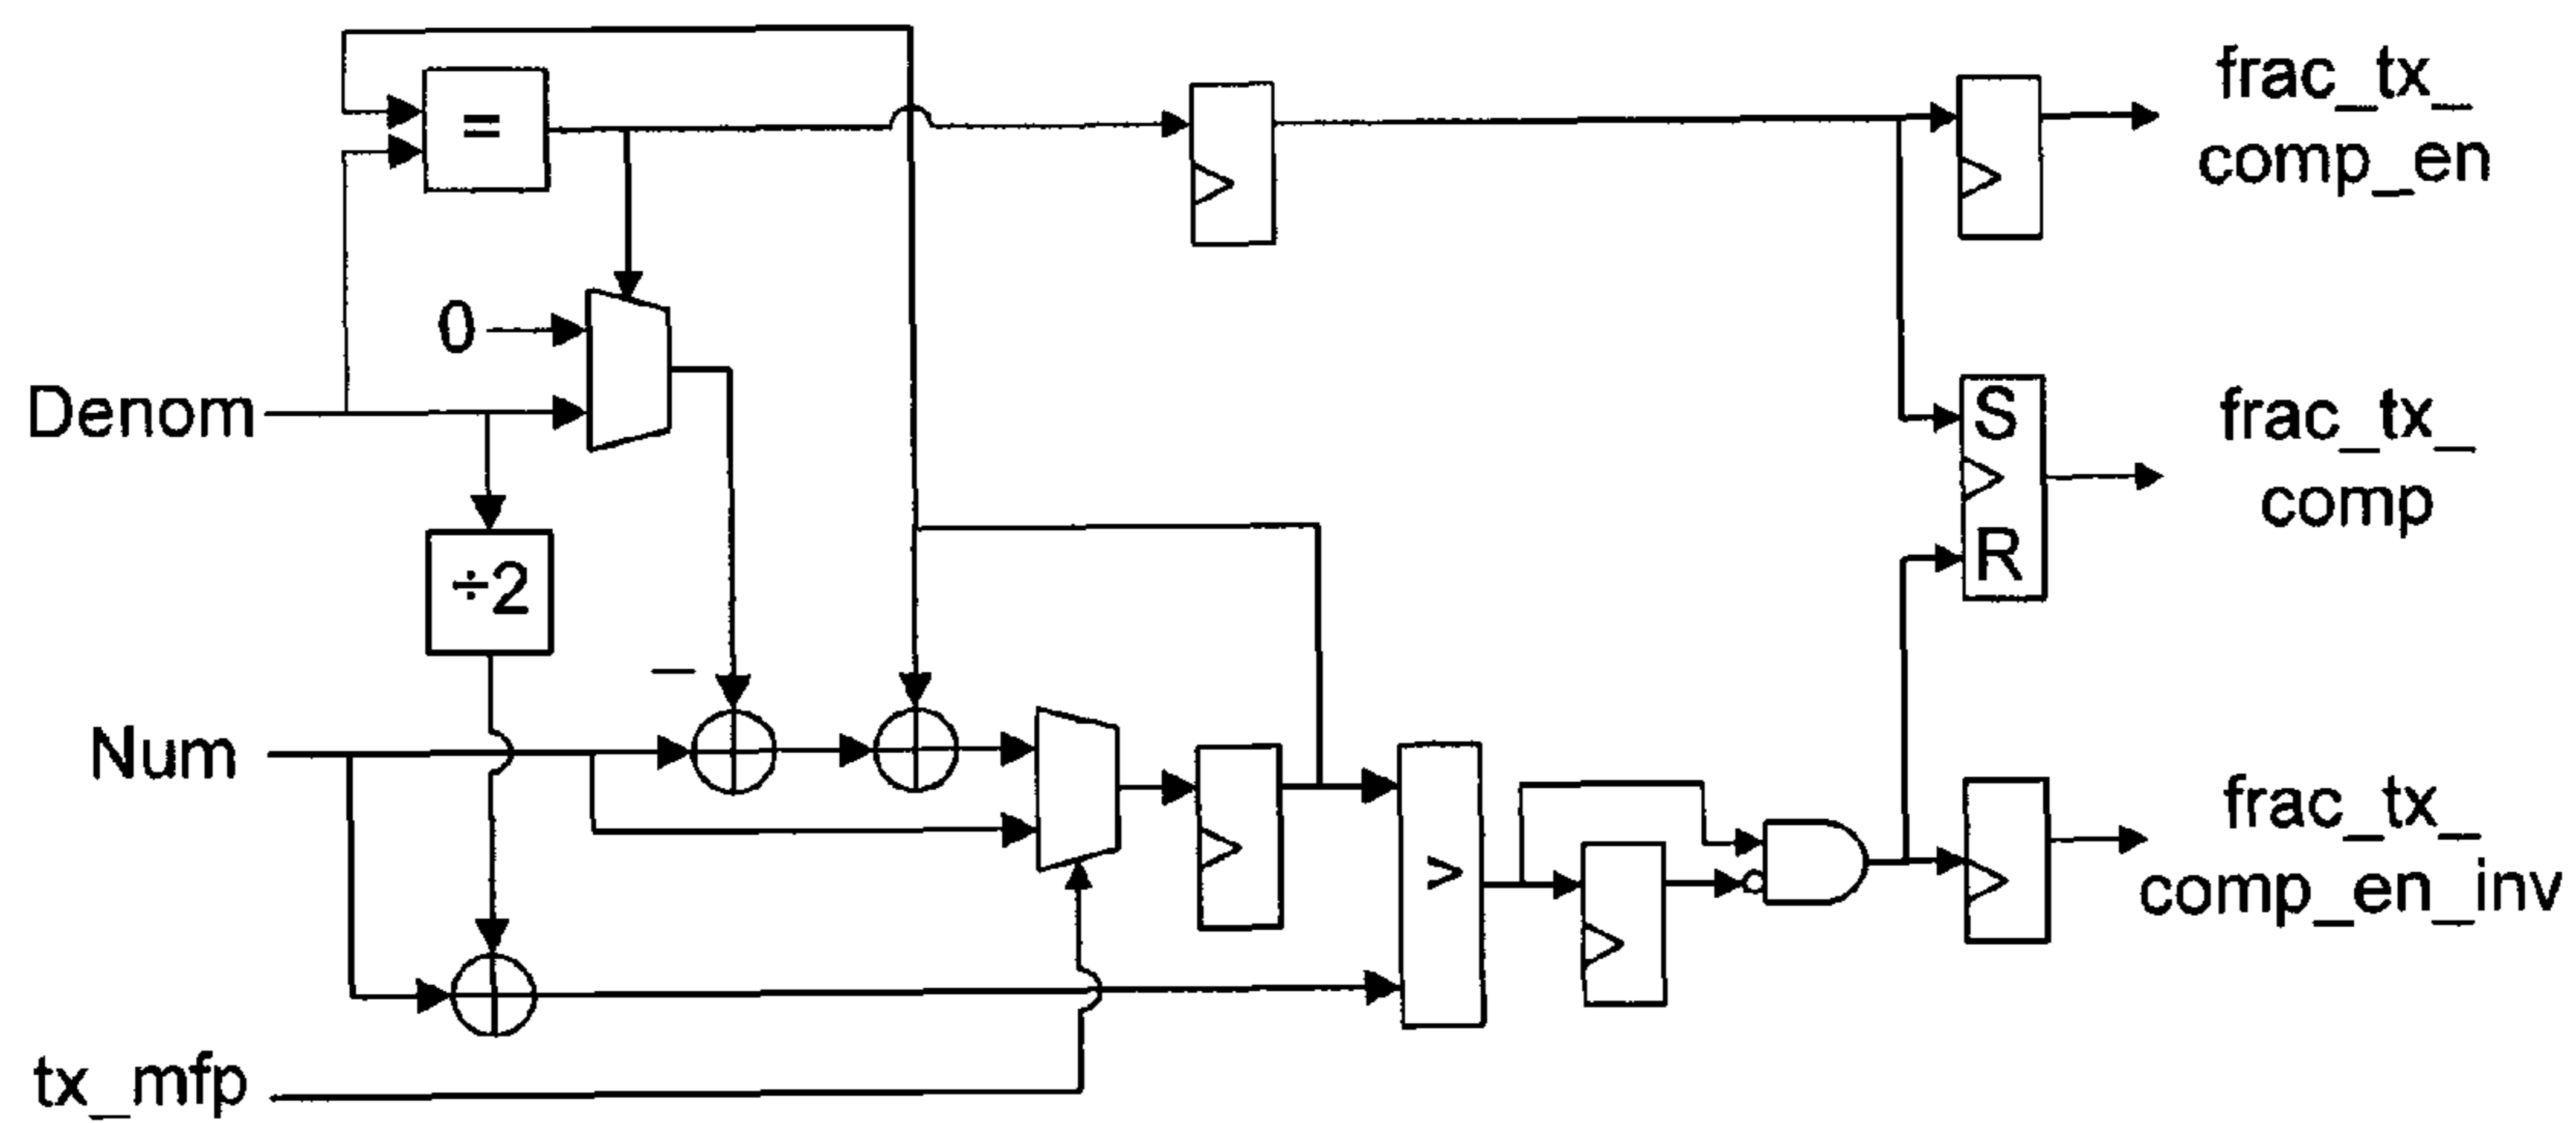 frac_tx_
comp_en
=
0
Denom
S
frac_tx_
comp
R
÷2
−
Num
>
frac_tx_
comp_en_inv
tx_mfp